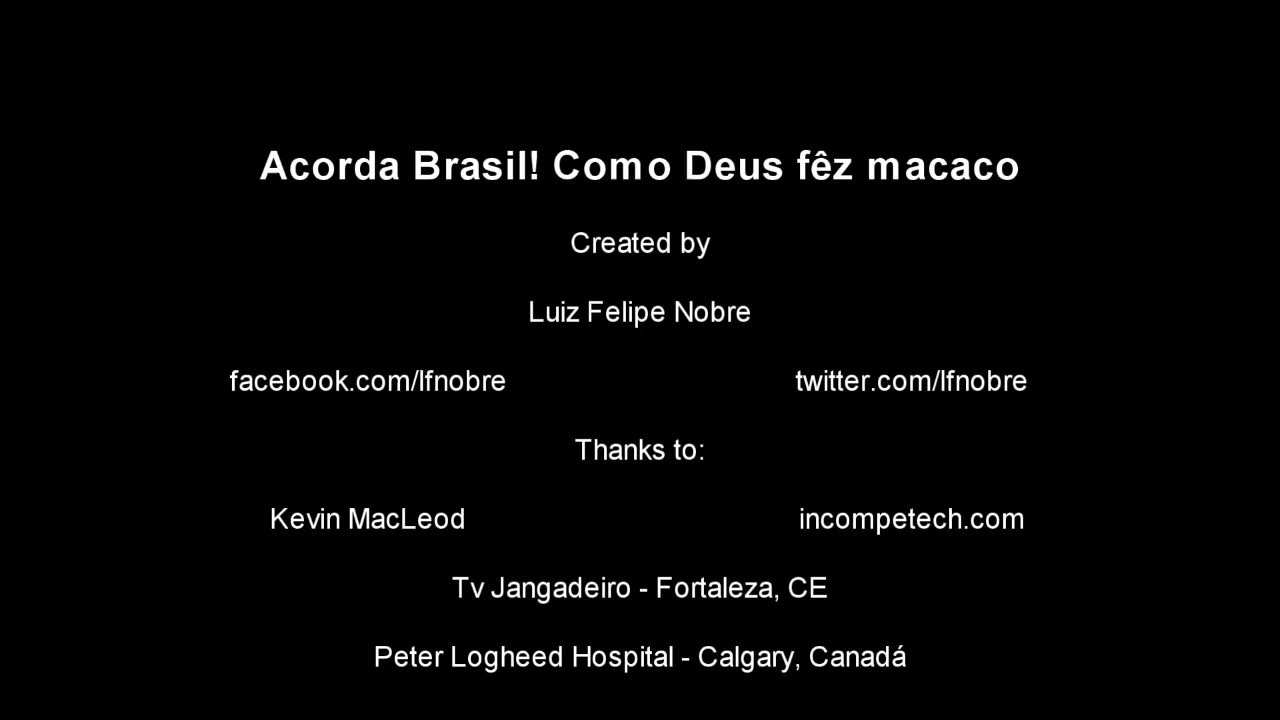 Acorda Brasil! Como Deus fêz macaco
Created by
Luiz Felipe Nobre
facebook.com/lfnobre twitter.com/lfnobre
Thanks to:
Kevin MacLeod incompetech.com
Tv Jangadeiro - Fortaleza, CE
Peter Logheed Hospital - Calgary, Canadá